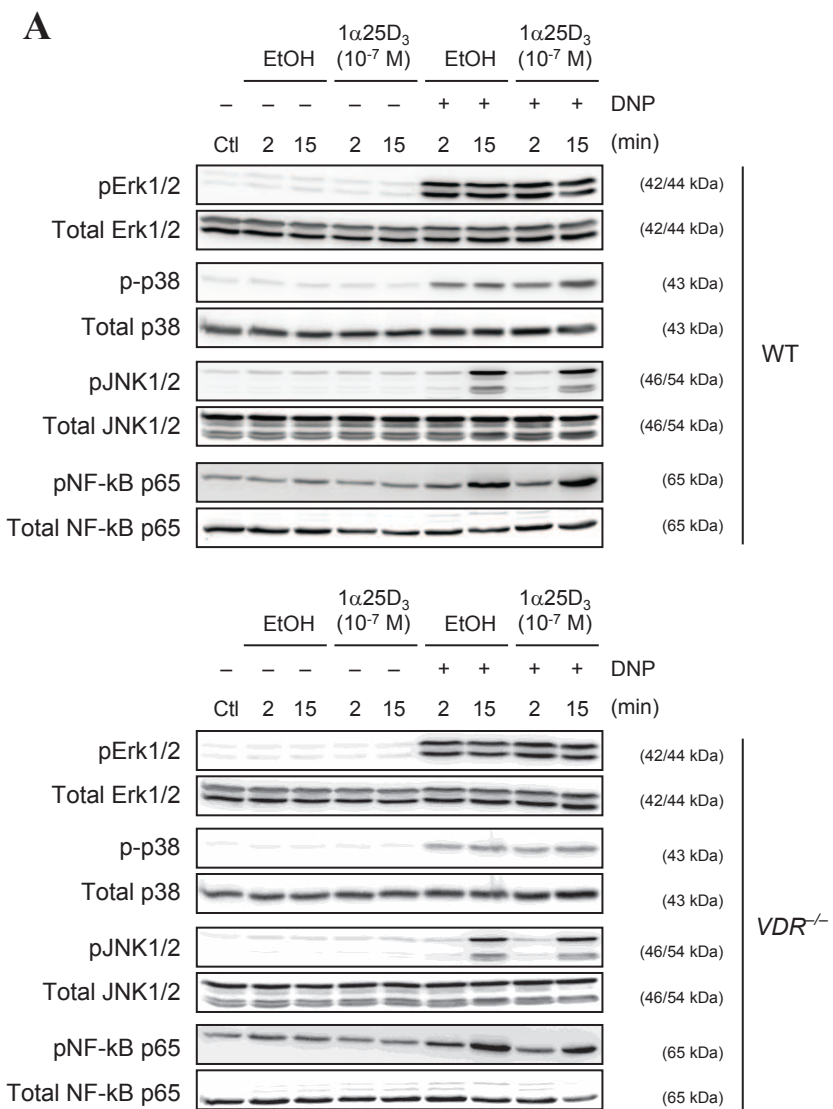 A
EtOH 1α25D₃ (10⁻⁷ M) EtOH 1α25D₃ (10⁻⁷ M)
– – – – – + + + + DNP
Ctl 2 15 2 15 2 15 2 15 (min)
pErk1/2 (42/44 kDa)
Total Erk1/2 (42/44 kDa)
p-p38 (43 kDa)
Total p38 (43 kDa)
WT
pJNK1/2 (46/54 kDa)
Total JNK1/2 (46/54 kDa)
pNF-kB p65 (65 kDa)
Total NF-kB p65 (65 kDa)
EtOH 1α25D₃ (10⁻⁷ M) EtOH 1α25D₃ (10⁻⁷ M)
– – – – – + + + + DNP
Ctl 2 15 2 15 2 15 2 15 (min)
pErk1/2 (42/44 kDa)
Total Erk1/2 (42/44 kDa)
p-p38 (43 kDa)
Total p38 (43 kDa)
VDR⁻/⁻
pJNK1/2 (46/54 kDa)
Total JNK1/2 (46/54 kDa)
pNF-kB p65 (65 kDa)
Total NF-kB p65 (65 kDa)